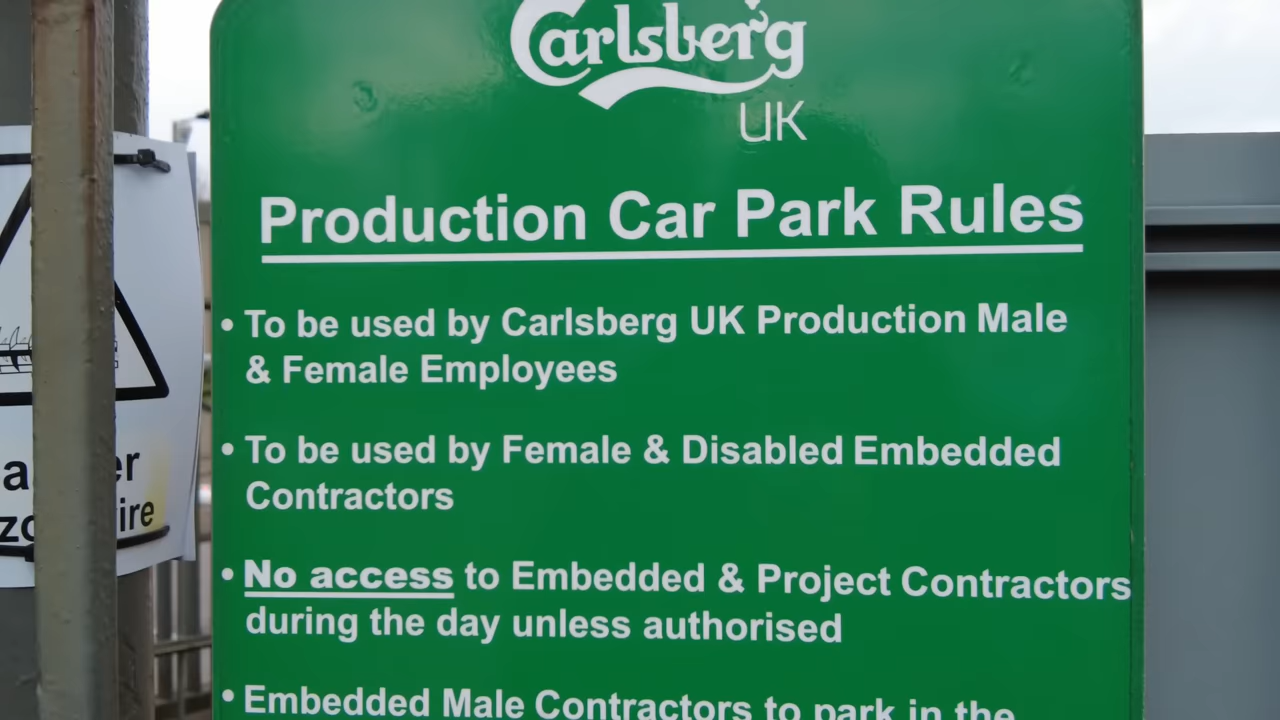 Carlsberg
UK
Production Car Park Rules
• To be used by Carlsberg UK Production Male
& Female Employees
• To be used by Female & Disabled Embedded
Contractors
• No access to Embedded & Project Contractors
during the day unless authorised
• Embedded Male Contractors to park in the